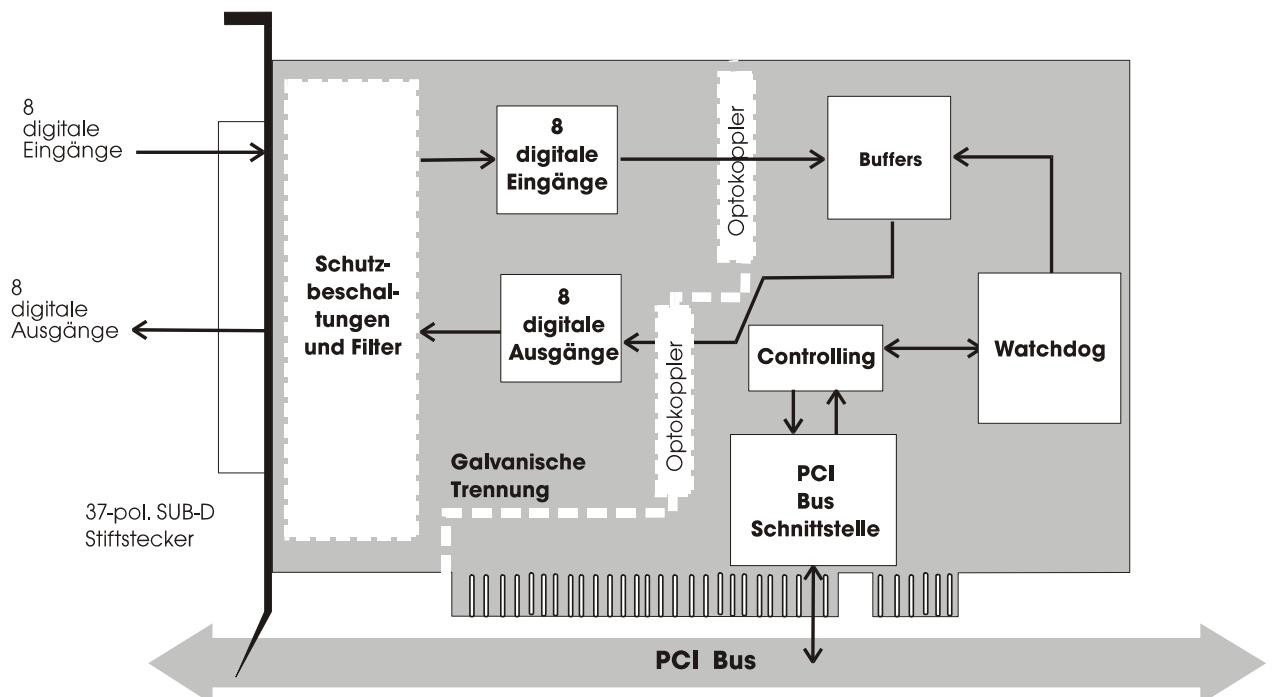 8
digitale
Eingänge
8
digitale
Eingänge
Optokoppler
Buffers
Schutz-
beschal-
tungen
und Filter
8
digitale
Ausgänge
8
digitale
Ausgänge
Optokoppler
Controlling
Watchdog
Galvanische
Trennung
PCI
Bus
Schnittstelle
37-pol. SUB-D
Stiftstecker
PCI Bus